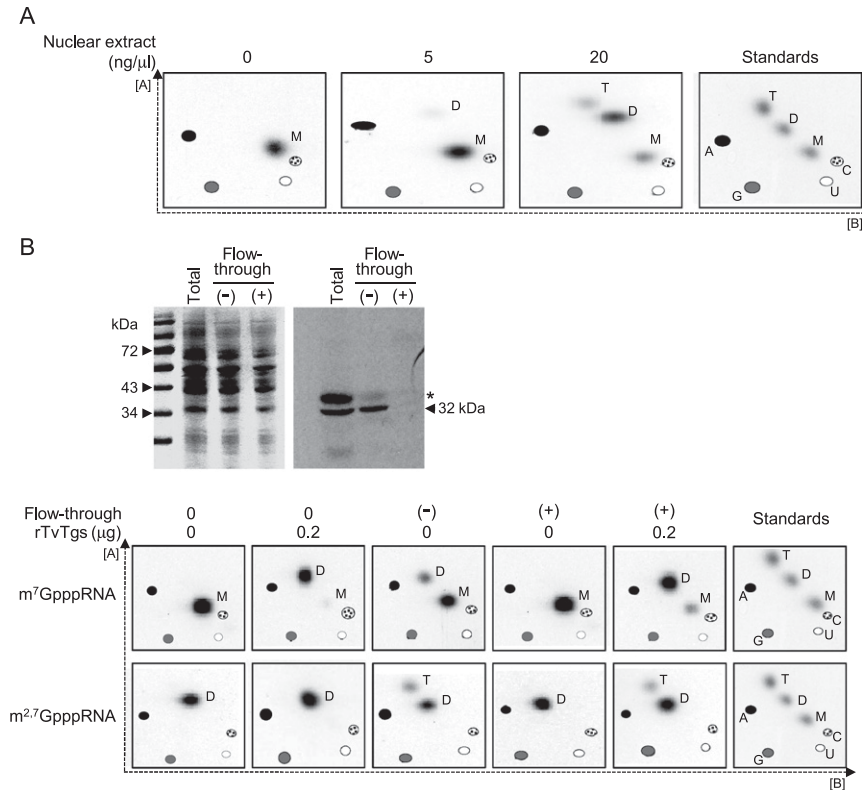 A
Nuclear extract
(ng/µl)
0
5
20
Standards
[A]
M
D
M
T
D
M
T
D
M
A
C
G
U
[B]
B
Flow-
through
Flow-
through
Total
(-)
(+)
Total
(-)
(+)
kDa
72
43
34
*
32 kDa
Flow-through 0 0 (-) (+) (+) Standards
rTvTgs (µg) 0 0.2 0 0 0.2
[A]
m⁷GpppRNA
M
D
M
D
M
M
D
M
T
D
M
A
C
G
U
m²,⁷GpppRNA
D
D
T
D
D
T
D
T
D
M
A
C
G
U
[B]